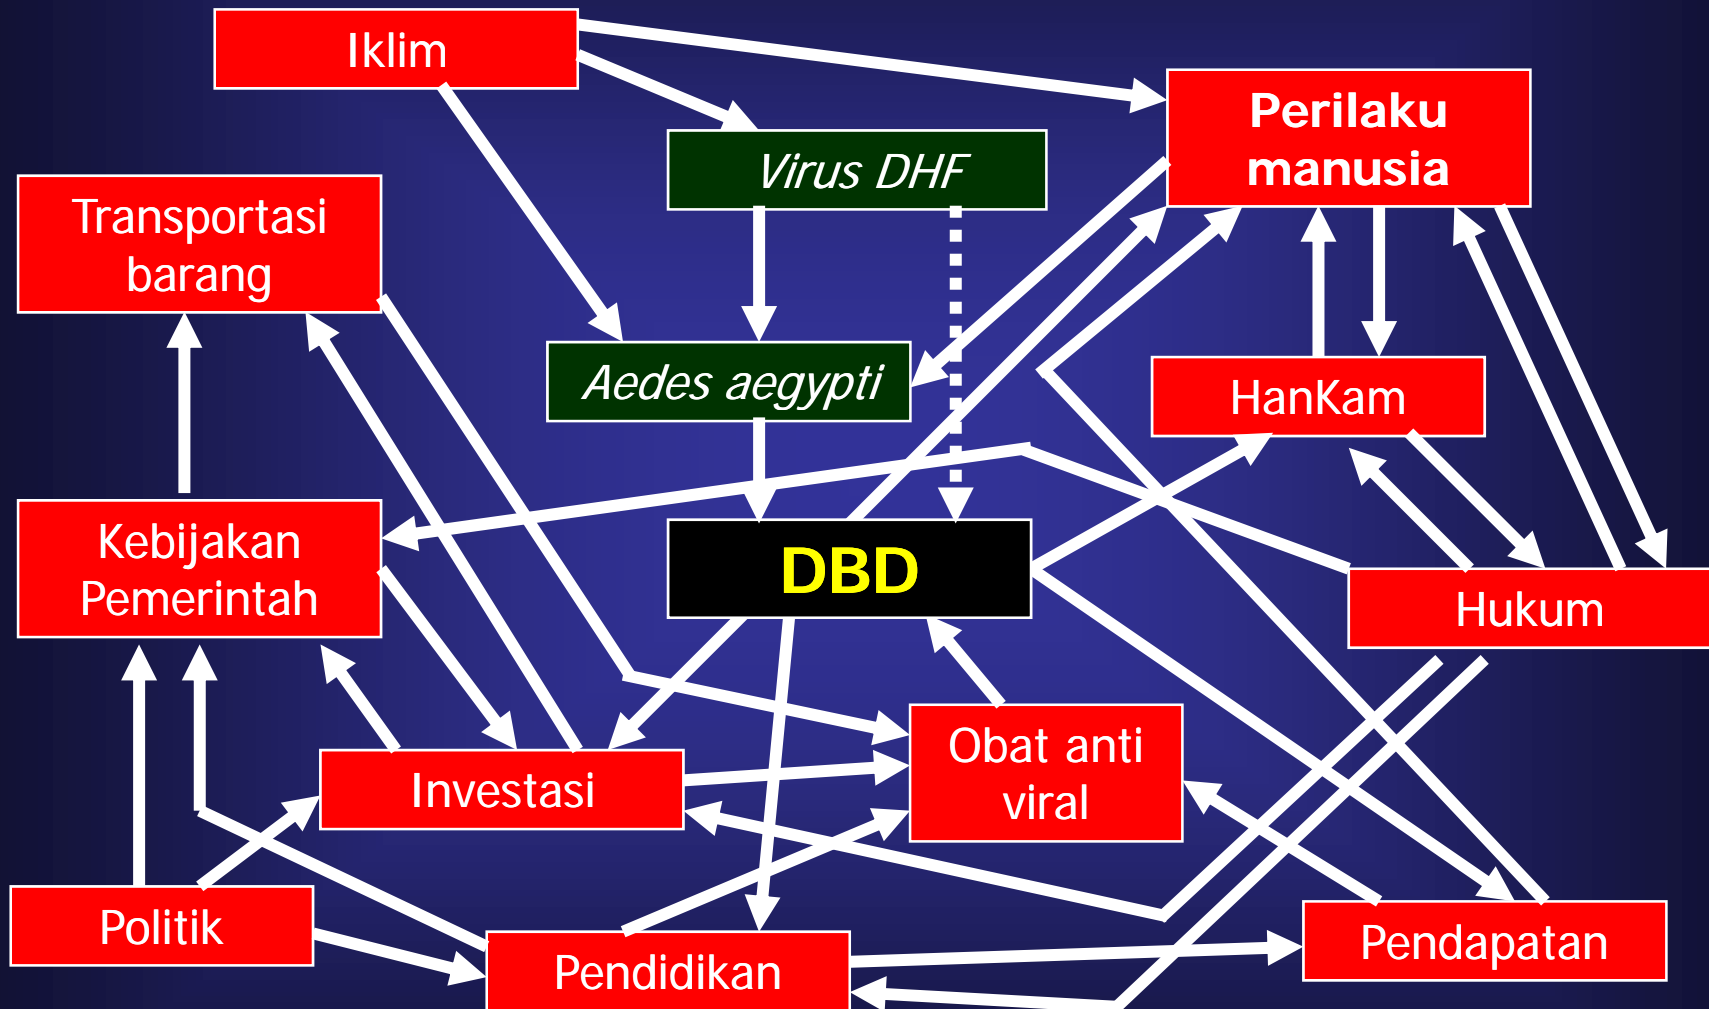 Iklim
Perilaku
manusia
Virus DHF
Transportasi
barang
Aedes aegypti
HanKam
Kebijakan
Pemerintah
DBD
Hukum
Obat anti
viral
Investasi
Politik
Pendidikan
Pendapatan